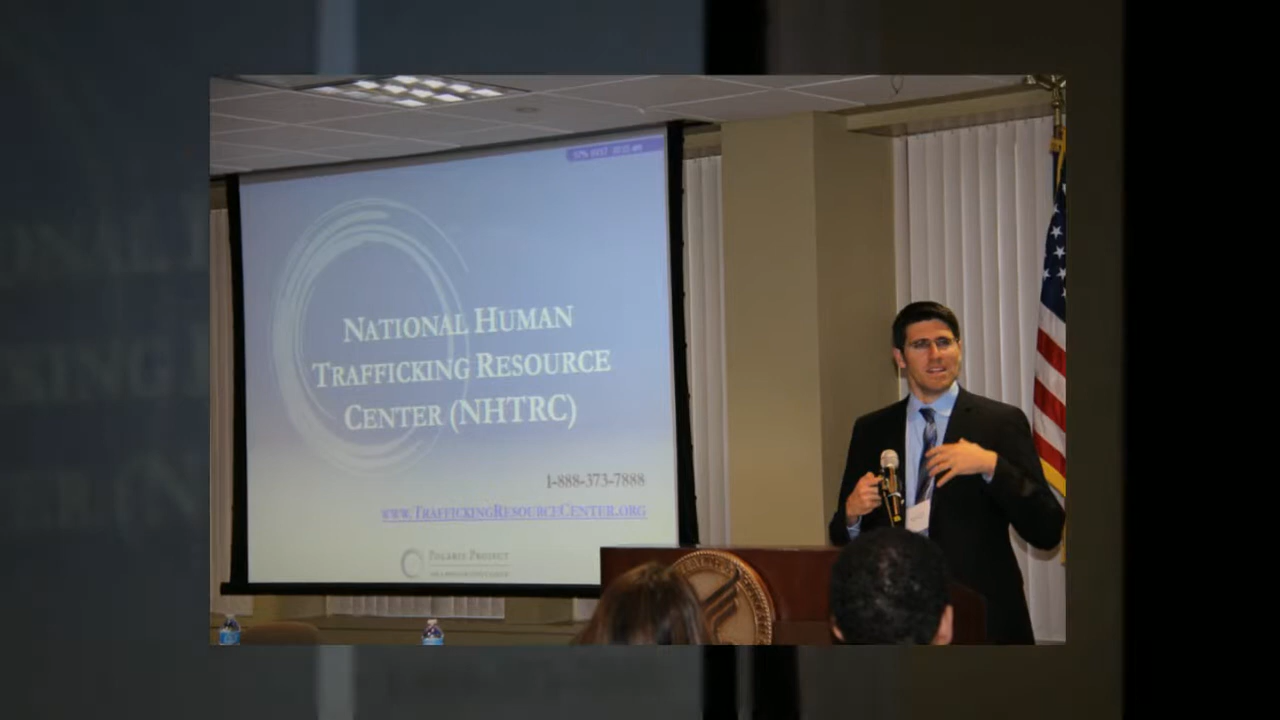 NATIONAL HUMAN
TRAFFICKING RESOURCE
CENTER (NHTRC)
1-888-373-7888
WWW.TRAFFICKINGRESOURCECENTER.ORG
POLARIS PROJECT